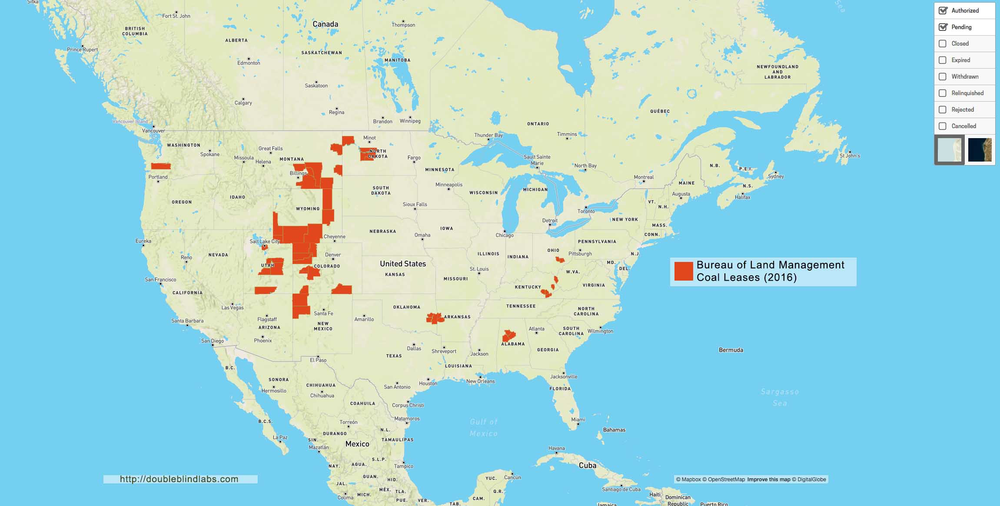 Sitka
Fort St. John
Canada
Thompson
BRITISH
COLUMBIA
ALBERTA
Prince Rupert
SASKATCHEWAN
MANITOBA
Edmonton
NEWFOUNDLAND
AND
LABRADOR
Saskatoon
Calgary
Regina
QUÉBEC
Brandon
Winnipeg
Vancouver Island
ONTARIO
Vancouver
Thunder Bay
Timmins
Minot
WASHINGTON
Spokane
Great Falls
Missoula
Helena
MONTANA
NORTH
DAKOTA
Fargo
Sault Sainte
Marie
North Bay
St John's
N.B.
P.E.I.
MINNESOTA
Billings
Portland
Montreal
Sydney
MAINE
N.S.
Augusta
Halifax
Minneapolis
SOUTH
DAKOTA
WISCONSIN
MICHIGAN
IDAHO
OREGON
VT.
N.H.
Sioux Falls
WYOMING
Toronto
NEW YORK
Detroit
MASS.
NEBRASKA
IOWA
Omaha
Chicago
CONN.
Eureka
Salt Lake City
Cheyenne
PENNSYLVANIA
NEVADA
Reno
Denver
ILLINOIS
INDIANA
OHIO
Pittsburgh
N.J.
UTAH
COLORADO
United States
KANSAS
St. Louis
MD.
DEL.
W.VA.
San Francisco
MISSOURI
KENTUCKY
VIRGINIA
CALIFORNIA
Las Vegas
OKLAHOMA
TENNESSEE
NORTH
CAROLINA
Santa Fe
Flagstaff
Amarillo
ARKANSAS
Santa Barbara
ARIZONA
NEW
MEXICO
Atlanta
SOUTH
CAROLINA
Wilmington
San Diego
Phoenix
ALABAMA
Dallas
Shreveport
Jackson
GEORGIA
Bermuda
El Paso
TEXAS
LOUISIANA
B.C.
Jacksonville
SONORA
Hermosillo
CHIHUAHUA
Chihuahua
San Antonio
Houston
New Orleans
FLORIDA
COAHUILA
Corpus Christi
Sargasso
Sea
B.C.S.
Torreón
Matamoros
Gulf of
Mexico
Miami
Bahamas
N.L.
DURANGO
La Paz
SIN.
Mazatlán
Mexico
TAMAULIPAS
Havana
S.L.P.
NAY.
AGUA.
Tampico
Cuba
GUAN.
HID.
YUC.
Cancún
JAL.
Colima
MICH.
MÉX.
TLA.
PUE.
VER.
TAB.
CAM.
Q.R.
Santiago de Cuba
Haiti
Dominican
Republic
Jamaica
Puerto Rico
Sea
Authorized
Pending
Closed
Expired
Withdrawn
Relinquished
Rejected
Cancelled
Bureau of Land Management
Coal Leases (2016)
http://doubleblindlabs.com
© Mapbox © OpenStreetMap Improve this map © DigitalGlobe